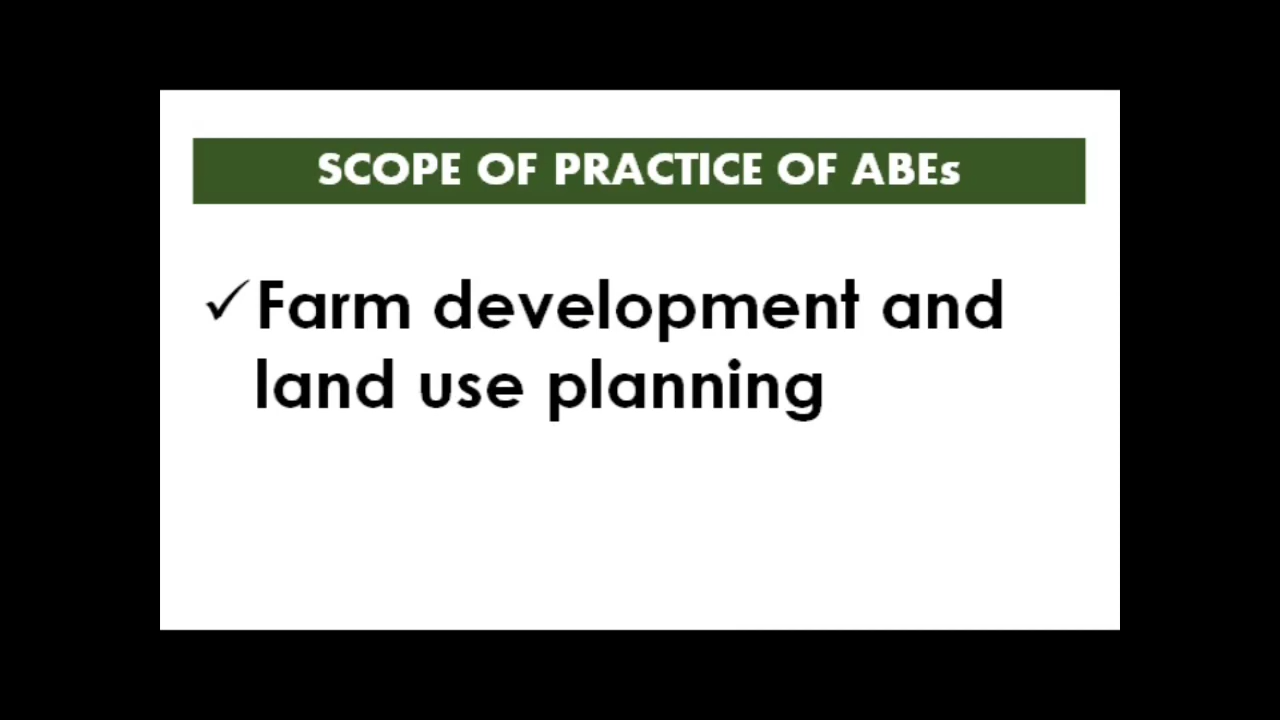 SCOPE OF PRACTICE OF ABEs
✓Farm development and
land use planning